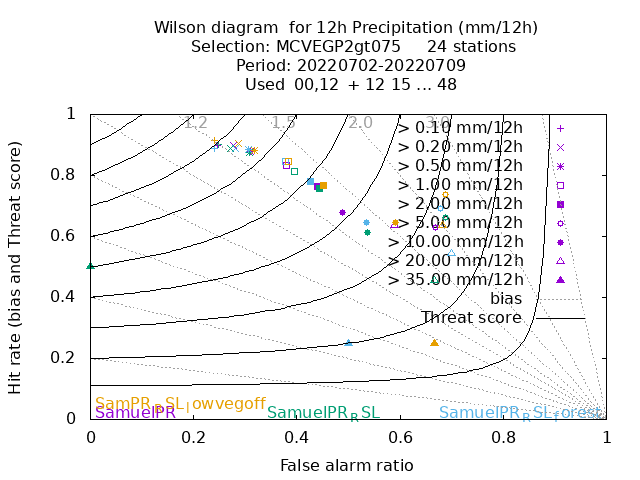 Wilson diagram  for 12h Precipitation (mm/12h)
Selection: MCVEGP2gt075     24 stations
Period: 20220702-20220709
Used  00,12  + 12 15 ... 48
Hit rate (bias and Threat score)
1
0.8
0.6
0.4
0.2
0
1.2
1.5
2.0
3.0
> 0.10 mm/12h
> 0.20 mm/12h
> 0.50 mm/12h
> 1.00 mm/12h
> 2.00 mm/12h
> 5.00 mm/12h
> 10.00 mm/12h
> 20.00 mm/12h
> 35.00 mm/12h
bias
Threat score
SamPR_RSL_lowvegoff
SamuelPR
SamuelPR_RSL
SamuelPR_RSL_forest
0
0.2
0.4
0.6
0.8
1
False alarm ratio